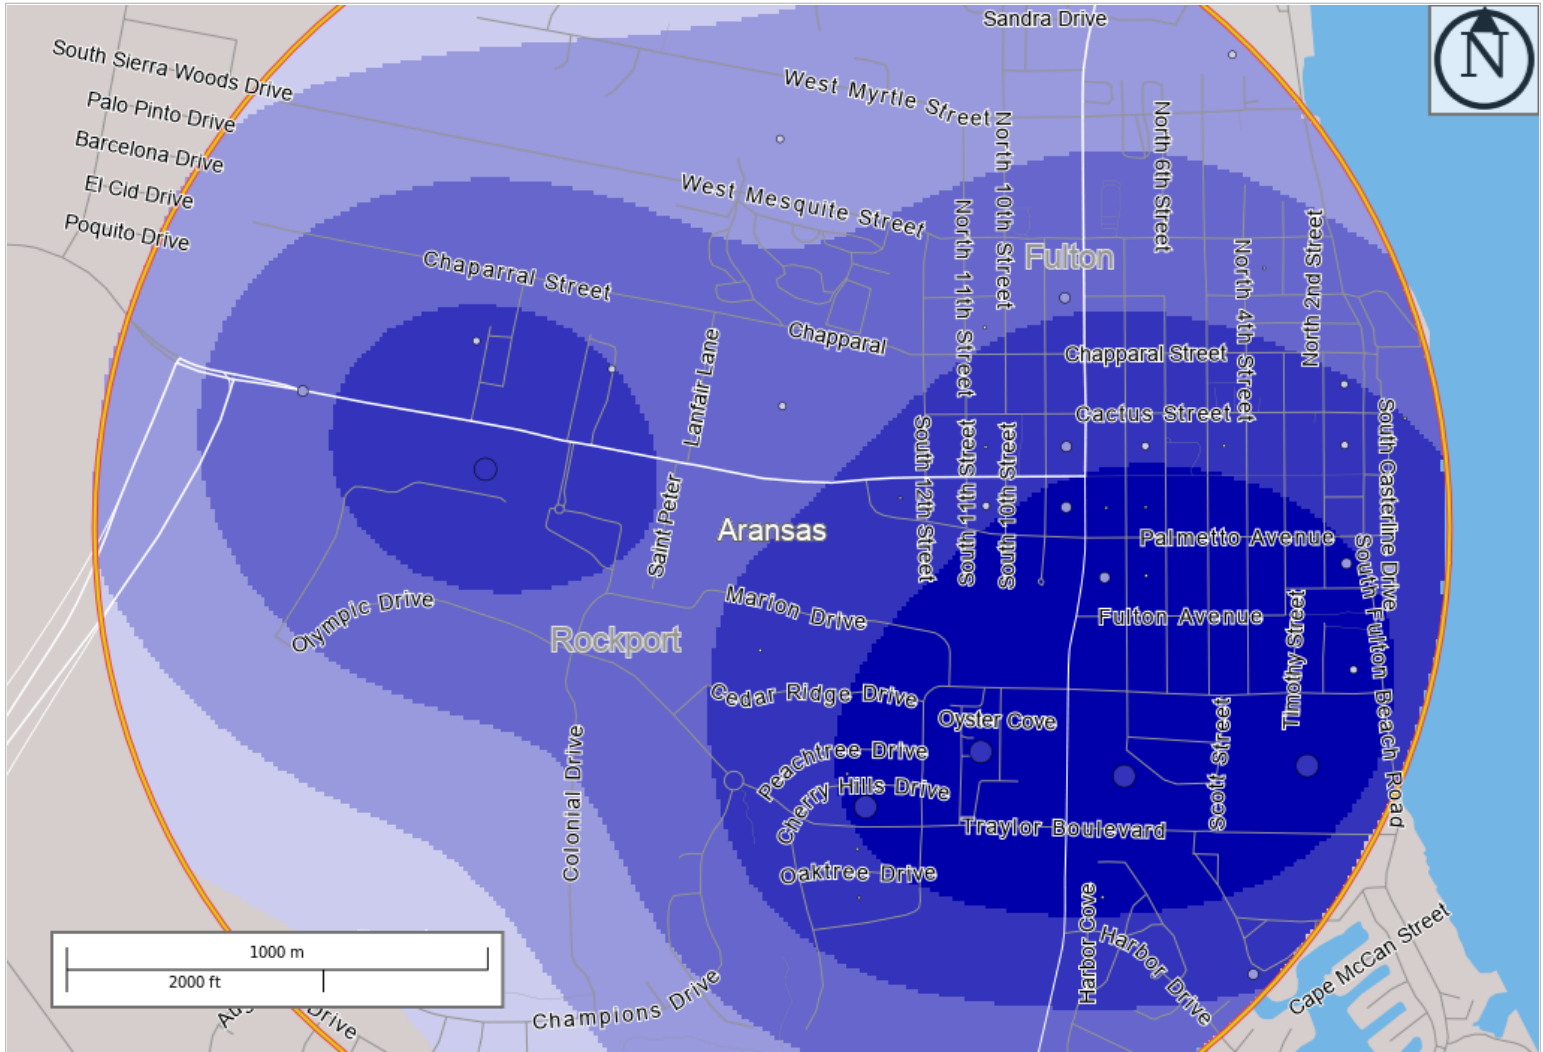 Sandra Drive
N
South Sierra Woods Drive
West Myrtle Street
Palo Pinto Drive
North 10th Street
North 6th Street
Barcelona Drive
El Cid Drive
West Mesquite Street
Poquito Drive
North 11th Street
North 4th Street
North 2nd Street
Fulton
Chaparral Street
Chapparal
Chapparal Street
Lanfair Lane
Cactus Street
South Casterline Drive
South 12th Street
South 11th Street
South 10th Street
Saint Peter
Aransas
Palmetto Avenue
South Fulton Beach Road
Olympic Drive
Marion Drive
Fulton Avenue
Timothy Street
Rockport
Cedar Ridge Drive
Oyster Cove
Scott Street
Colonial Drive
Peachtree Drive
Cherry Hills Drive
Traylor Boulevard
Oaktree Drive
Harbor Cove
Harbor Drive
Cape McCan Street
1000 m
2000 ft
Champions Drive
Drive